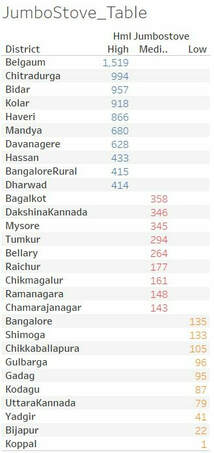 JumboStove_Table
Hml Jumbostove
District High Medi.. Low
Belgaum 1,519
Chitradurga 994
Bidar 957
Kolar 918
Haveri 866
Mandya 680
Davanagere 628
Hassan 433
BangaloreRural 415
Dharwad 414
Bagalkot 358
DakshinaKannada 346
Mysore 345
Tumkur 294
Bellary 264
Raichur 177
Chikmagalur 161
Ramanagara 148
Chamarajanagar 143
Bangalore 135
Shimoga 133
Chikkaballapura 105
Gulbarga 96
Gadag 95
Kodagu 87
UttaraKannada 79
Yadgir 41
Bijapur 22
Koppal 1